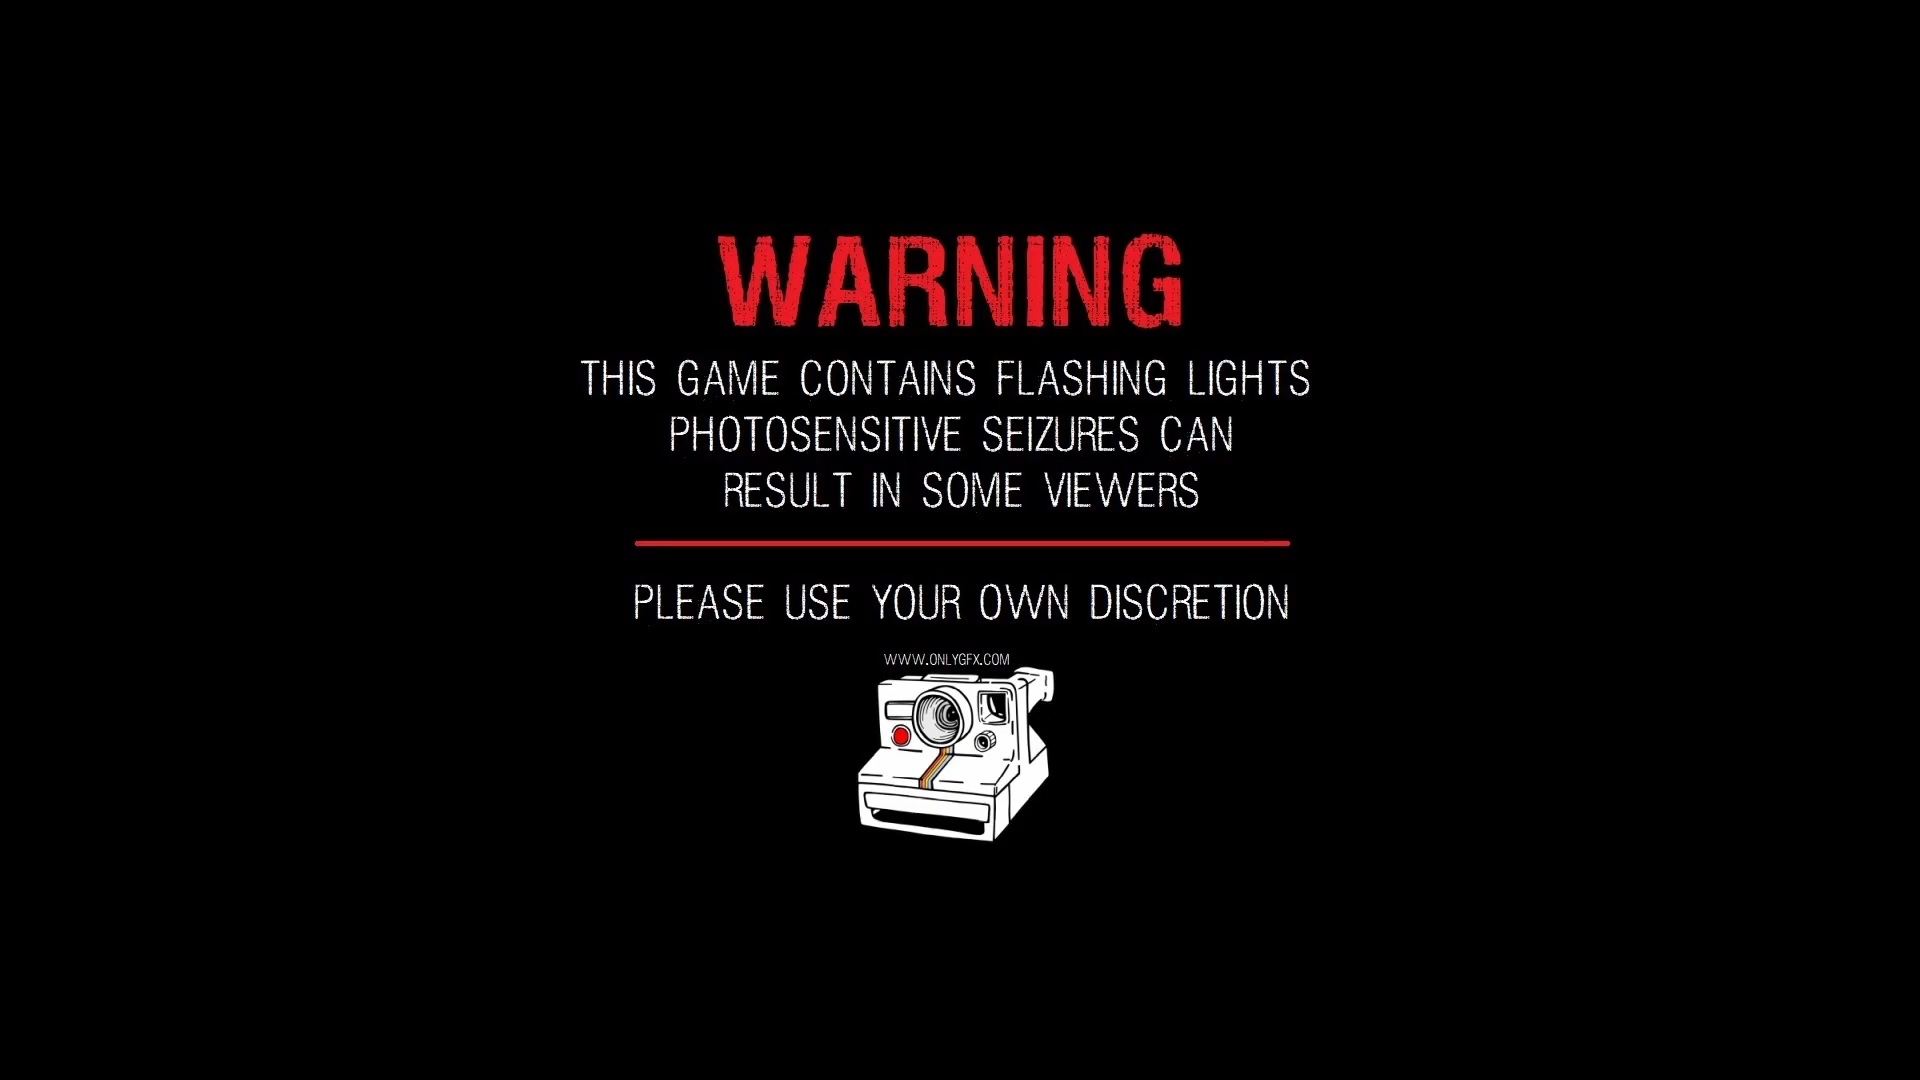 WARNING
THIS GAME CONTAINS FLASHING LIGHTS
PHOTOSENSITIVE SEIZURES CAN
RESULT IN SOME VIEWERS
PLEASE USE YOUR OWN DISCRETION
WWW.ONLYGFX.COM